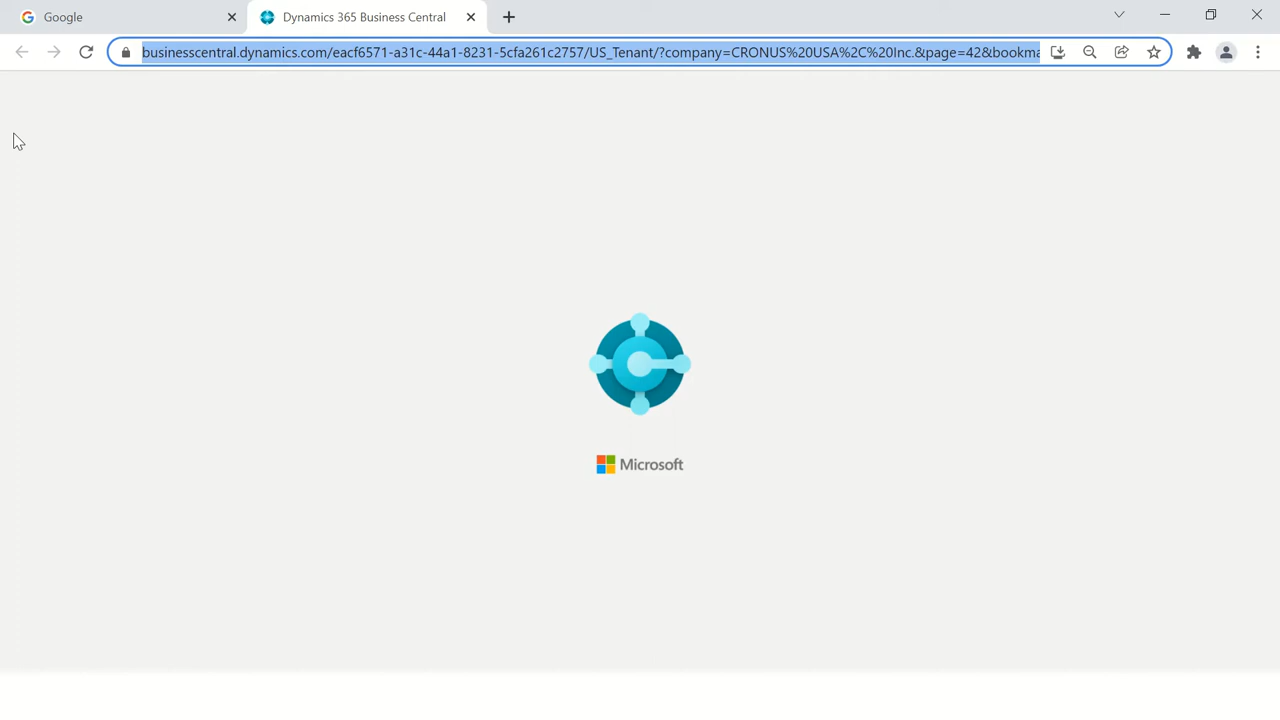 Google
Dynamics 365 Business Central
businesscentral.dynamics.com/eacf6571-a31c-44a1-8231-5cfa261c2757/US_Tenant/?company=CRONUS%20USA%2C%20Inc.&page=42&bookma
Microsoft